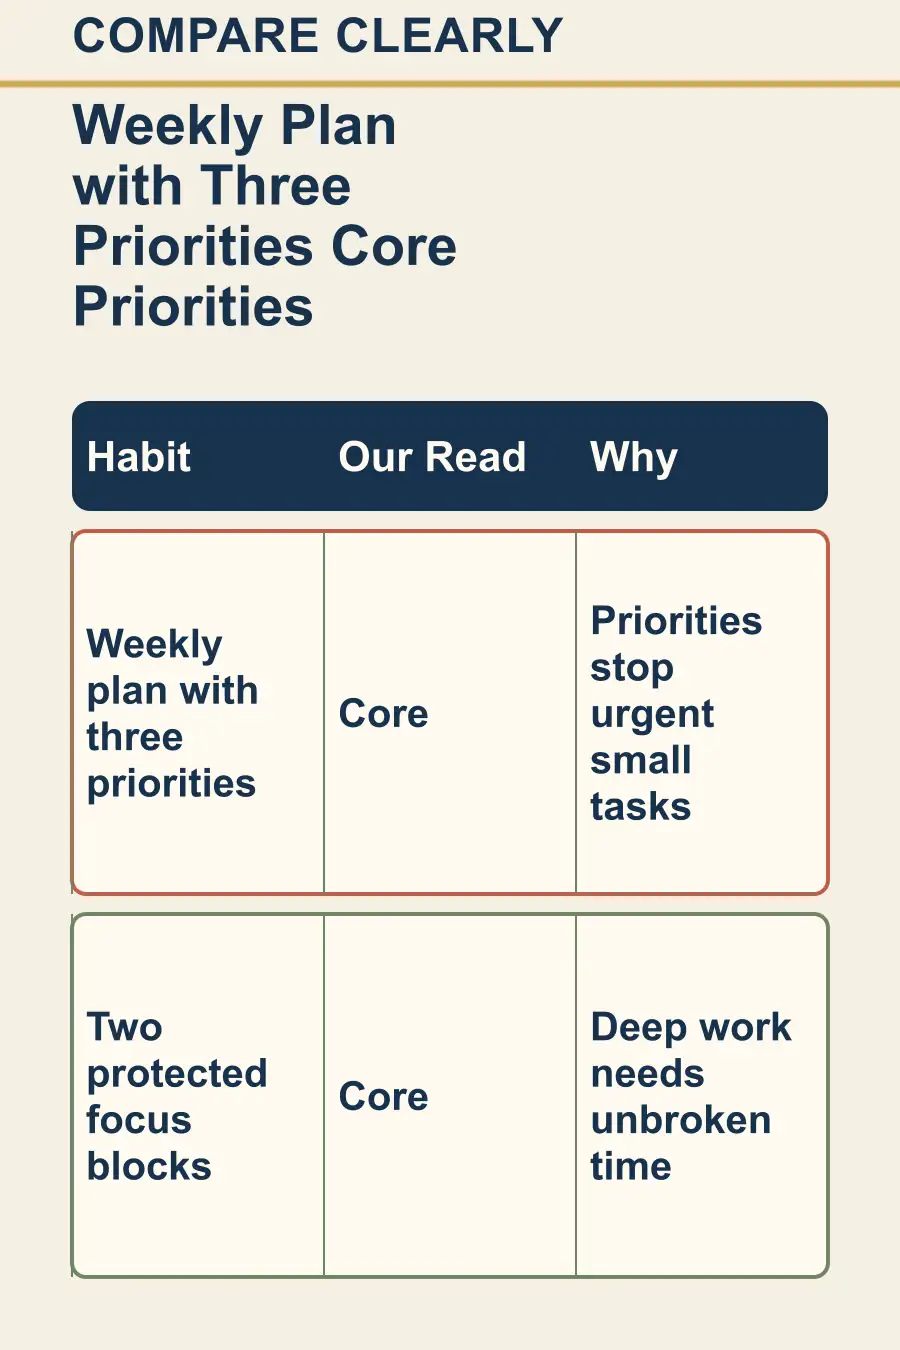 COMPARE CLEARLY
Weekly Plan
with Three
Priorities Core
Priorities
Habit
Our Read
Why
Weekly
plan with
three
priorities
Core
Priorities
stop
urgent
small
tasks
Two
protected
focus
blocks
Core
Deep work
needs
unbroken
time